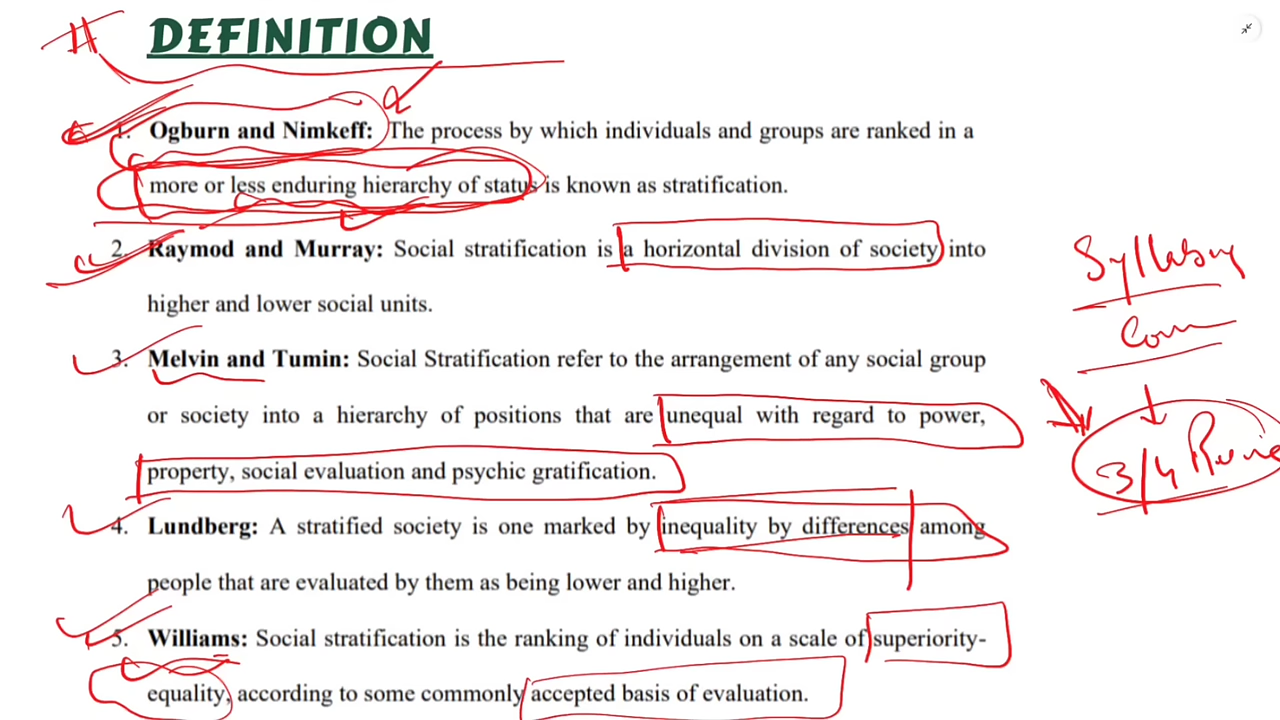 DEFINITION
1. Ogburn and Nimkeff: The process by which individuals and groups are ranked in a
more or less enduring hierarchy of status is known as stratification.
2. Raymod and Murray: Social stratification is a horizontal division of society into
higher and lower social units.
3. Melvin and Tumin: Social Stratification refer to the arrangement of any social group
or society into a hierarchy of positions that are unequal with regard to power,
property, social evaluation and psychic gratification.
4. Lundberg: A stratified society is one marked by inequality by differences among
people that are evaluated by them as being lower and higher.
5. Williams: Social stratification is the ranking of individuals on a scale of superiority-
equality, according to some commonly accepted basis of evaluation.
Syllabus
3/4